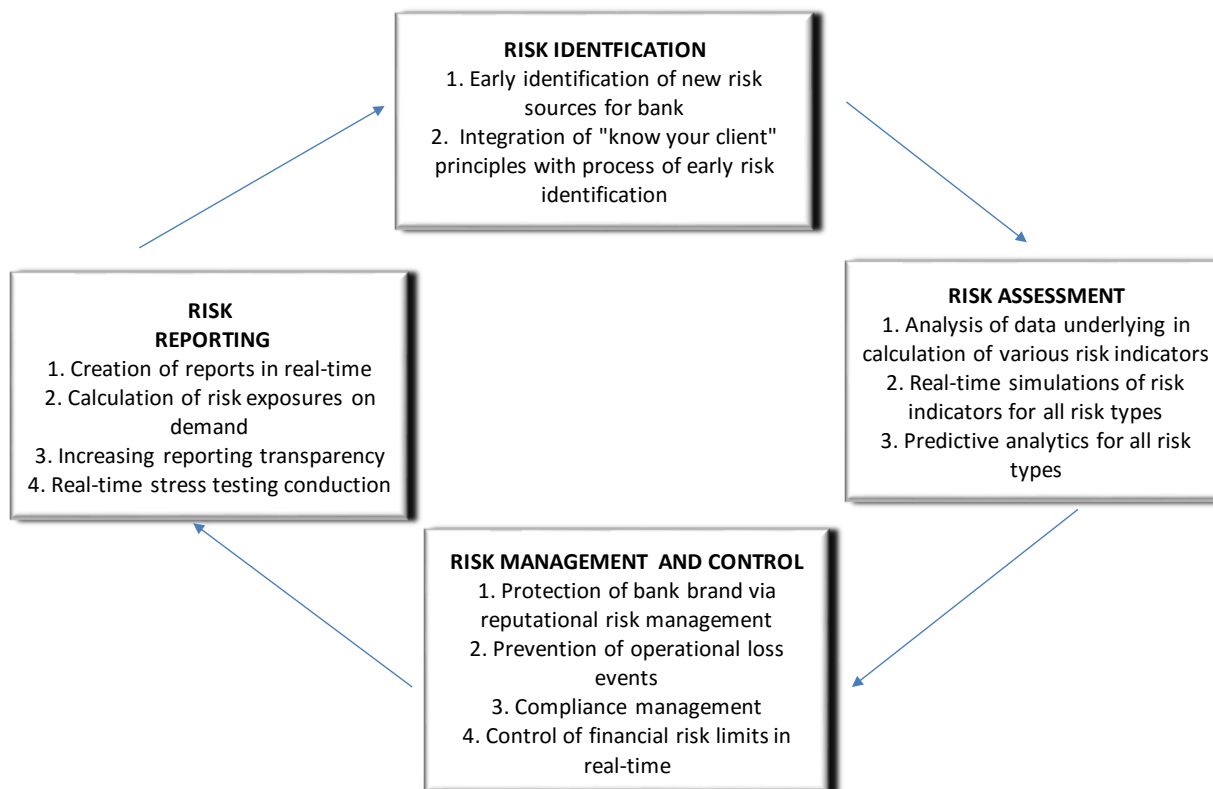 RISK IDENTFICATION
1. Early identification of new risk
sources for bank
2. Integration of "know your client"
principles with process of early risk
identification
RISK ASSESSMENT
1. Analysis of data underlying in
calculation of various risk indicators
2. Real-time simulations of risk
indicators for all risk types
3. Predictive analytics for all risk
types
RISK MANAGEMENT AND CONTROL
1. Protection of bank brand via
reputational risk management
2. Prevention of operational loss
events
3. Compliance management
4. Control of financial risk limits in
real-time
RISK
REPORTING
1. Creation of reports in real-time
2. Calculation of risk exposures on
demand
3. Increasing reporting transparency
4. Real-time stress testing conduction